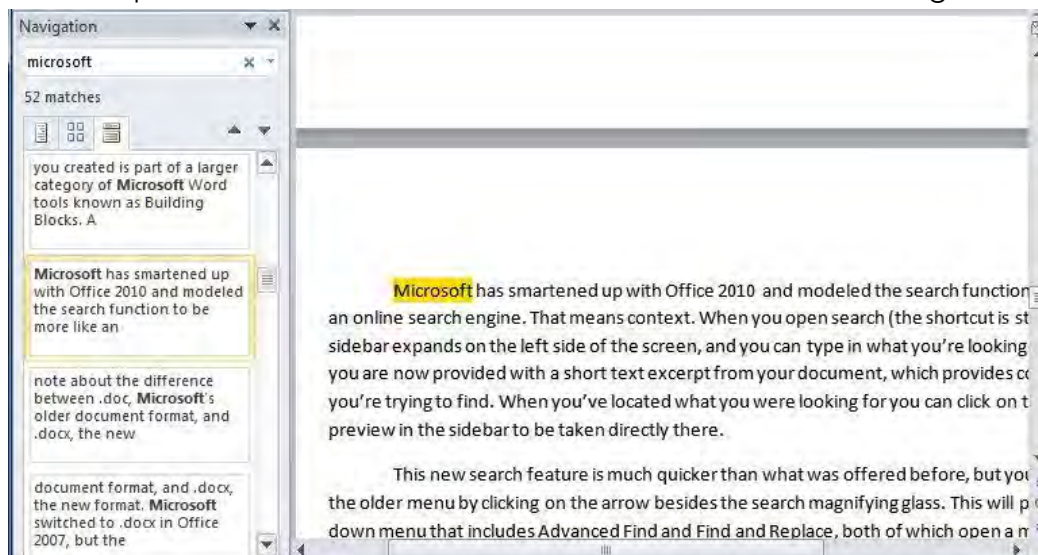 Navigation
microsoft
52 matches
you created is part of a larger
category of Microsoft Word
tools known as Building
Blocks. A
Microsoft has smartened up
with Office 2010 and modeled
the search function to be
more like an
note about the difference
between .doc, Microsoft's
older document format, and
.docx, the new
document format, and .docx,
the new format. Microsoft
switched to .docx in Office
2007, but the
Microsoft has smartened up with Office 2010 and modeled the search function
an online search engine. That means context. When you open search (the shortcut is
sidebar expands on the left side of the screen, and you can type in what you're looking
you are now provided with a short text excerpt from your document, which provides
you're trying to find. When you've located what you were looking for you can click on
preview in the sidebar to be taken directly there.
This new search feature is much quicker than what was offered before, but
the older menu by clicking on the arrow besides the search magnifying glass. This will
down menu that includes Advanced Find and Find and Replace, both of which open a